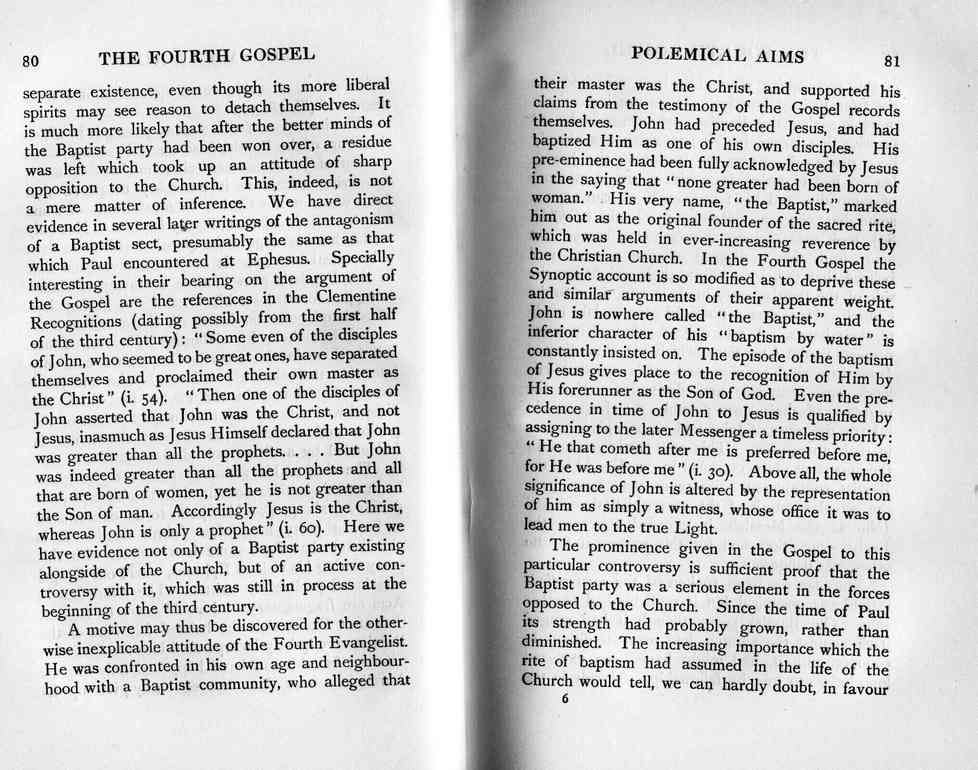 80 THE FOURTH GOSPEL
separate existence, even though its more liberal
spirits may see reason to detach themselves. It
is much more likely that after the better minds of
the Baptist party had been won over, a residue
was left which took up an attitude of sharp
opposition to the Church. This, indeed, is not
a mere matter of inference. We have direct
evidence in several later writings of the antagonism
of a Baptist sect, presumably the same as that
which Paul encountered at Ephesus. Specially
interesting in their bearing on the argument of
the Gospel are the references in the Clementine
Recognitions (dating possibly from the first half
of the third century): “Some even of the disciples
of John, who seemed to be great ones, have separated
themselves and proclaimed their own master as
the Christ” (i. 54). “Then one of the disciples of
John asserted that John was the Christ, and not
Jesus, inasmuch as Jesus Himself declared that John
was greater than all the prophets. . . . But John
was indeed greater than all the prophets and all
that are born of women, yet he is not greater than
the Son of man. Accordingly Jesus is the Christ,
whereas John is only a prophet” (i. 60). Here we
have evidence not only of a Baptist party existing
alongside of the Church, but of an active con-
troversy with it, which was still in process at the
beginning of the third century.
A motive may thus be discovered for the other-
wise inexplicable attitude of the Fourth Evangelist.
He was confronted in his own age and neighbour-
hood with a Baptist community, who alleged that
POLEMICAL AIMS 81
their master was the Christ, and supported his
claims from the testimony of the Gospel records
themselves. John had preceded Jesus, and had
baptized Him as one of his own disciples. His
pre-eminence had been fully acknowledged by Jesus
in the saying that “none greater had been born of
woman.” His very name, “the Baptist,” marked
him out as the original founder of the sacred rite,
which was held in ever-increasing reverence by
the Christian Church. In the Fourth Gospel the
Synoptic account is so modified as to deprive these
and similar arguments of their apparent weight.
John is nowhere called “the Baptist,” and the
inferior character of his “baptism by water” is
constantly insisted on. The episode of the baptism
of Jesus gives place to the recognition of Him by
His forerunner as the Son of God. Even the pre-
cedence in time of John to Jesus is qualified by
assigning to the later Messenger a timeless priority:
“He that cometh after me is preferred before me,
for He was before me” (i. 30). Above all, the whole
significance of John is altered by the representation
of him as simply a witness, whose office it was to
lead men to the true Light.
The prominence given in the Gospel to this
particular controversy is sufficient proof that the
Baptist party was a serious element in the forces
opposed to the Church. Since the time of Paul
its strength had probably grown, rather than
diminished. The increasing importance which the
rite of baptism had assumed in the life of the
Church would tell, we can hardly doubt, in favour
6